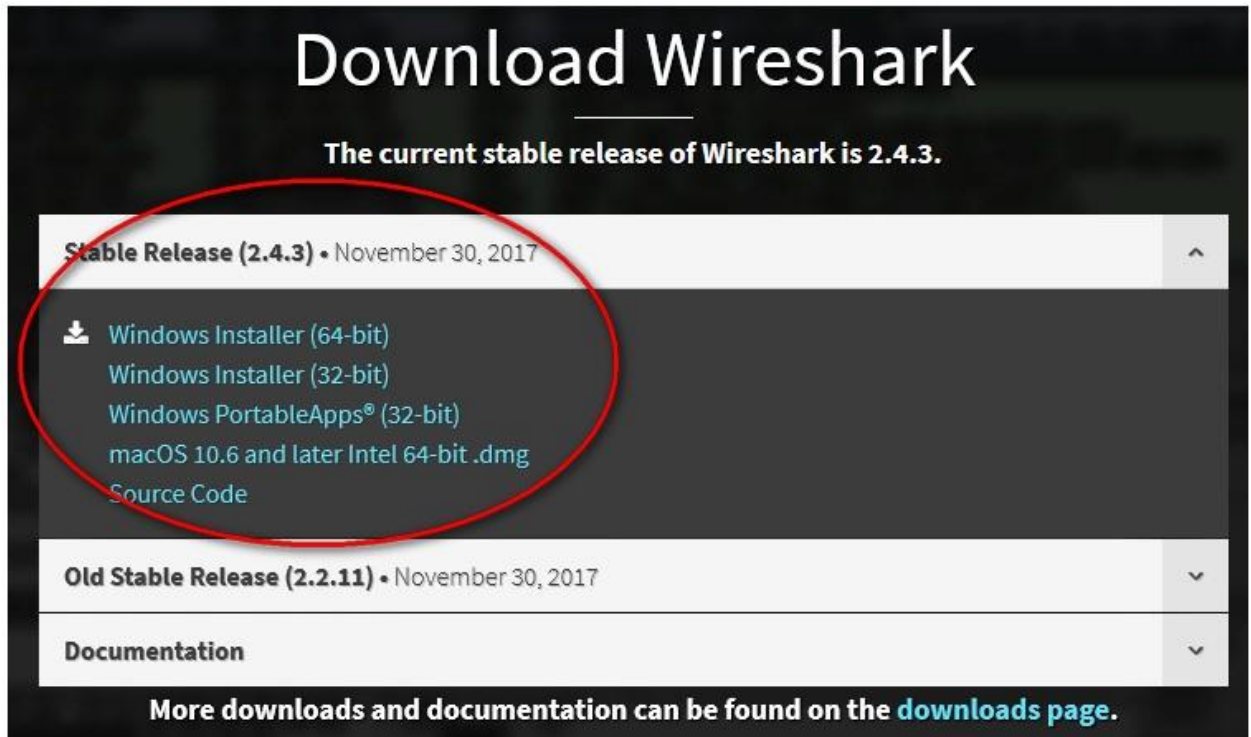 Download Wireshark
The current stable release of Wireshark is 2.4.3.
Stable Release (2.4.3) • November 30, 2017
Windows Installer (64-bit)
Windows Installer (32-bit)
Windows PortableApps® (32-bit)
macOS 10.6 and later Intel 64-bit .dmg
Source Code
Old Stable Release (2.2.11) • November 30, 2017
Documentation
More downloads and documentation can be found on the downloads page.